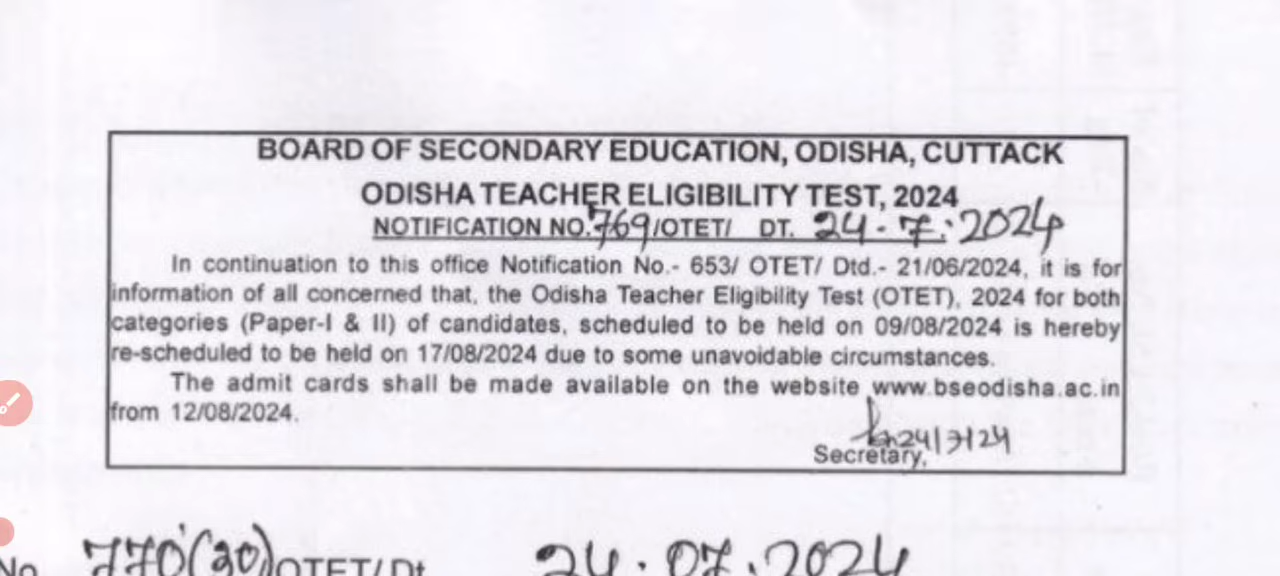 BOARD OF SECONDARY EDUCATION, ODISHA, CUTTACK
ODISHA TEACHER ELIGIBILITY TEST, 2024
NOTIFICATION NO.769/OTET/ DT. 24.7.2024
In continuation to this office Notification No.- 653/ OTET/ Dtd.- 21/06/2024, it is for
information of all concerned that, the Odisha Teacher Eligibility Test (OTET), 2024 for both
categories (Paper-I & II) of candidates, scheduled to be held on 09/08/2024 is hereby
re-scheduled to be held on 17/08/2024 due to some unavoidable circumstances.
The admit cards shall be made available on the website www.bseodisha.ac.in
from 12/08/2024.
24/7/24
Secretary,
No 770(30)OTET/ Dt 24.07.2024